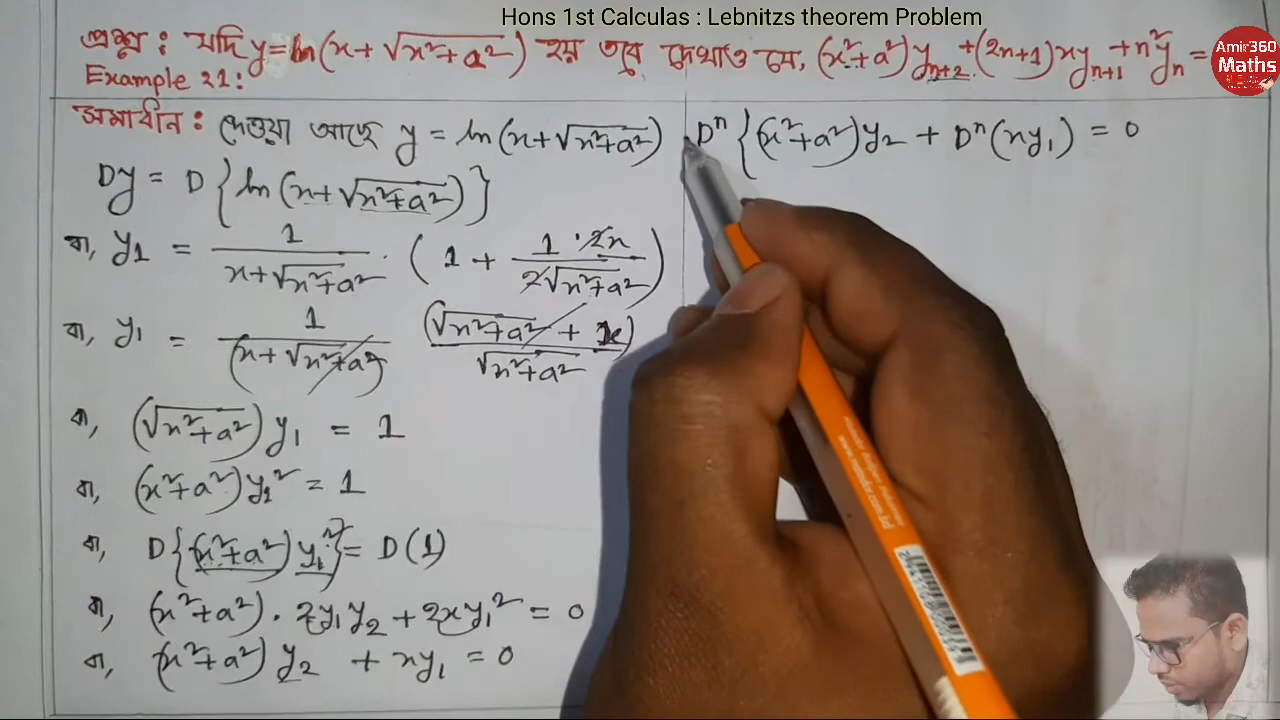 Hons 1st Calculas : Lebnitzs theorem Problem
প্রশ্ন : যদি y = ln(x + √(x²+a²)) হয় তবে দেখাও যে, (x²+a²)yₙ₊₂ + (2n+1)xyₙ₊₁ + n²yₙ =
Amir360 Maths
Example 21:
সমাধান : দেওয়া আছে y = ln(x+√(x²+a²))
Dy = D{ln(x+√(x²+a²))}
বা, y₁ = 1/(x+√(x²+a²)) · (1 + (1·2x)/(2√(x²+a²)))
বা, y₁ = 1/(x+√(x²+a²)) (√(x²+a²) + x)/√(x²+a²)
বা, (√(x²+a²))y₁ = 1
বা, (x²+a²)y₁² = 1
বা, D{(x²+a²)y₁²} = D(1)
বা, (x²+a²)·2y₁y₂ + 2xy₁² = 0
বা, (x²+a²)y₂ + xy₁ = 0
Dⁿ{(x²+a²)y₂ + Dⁿ(xy₁) = 0